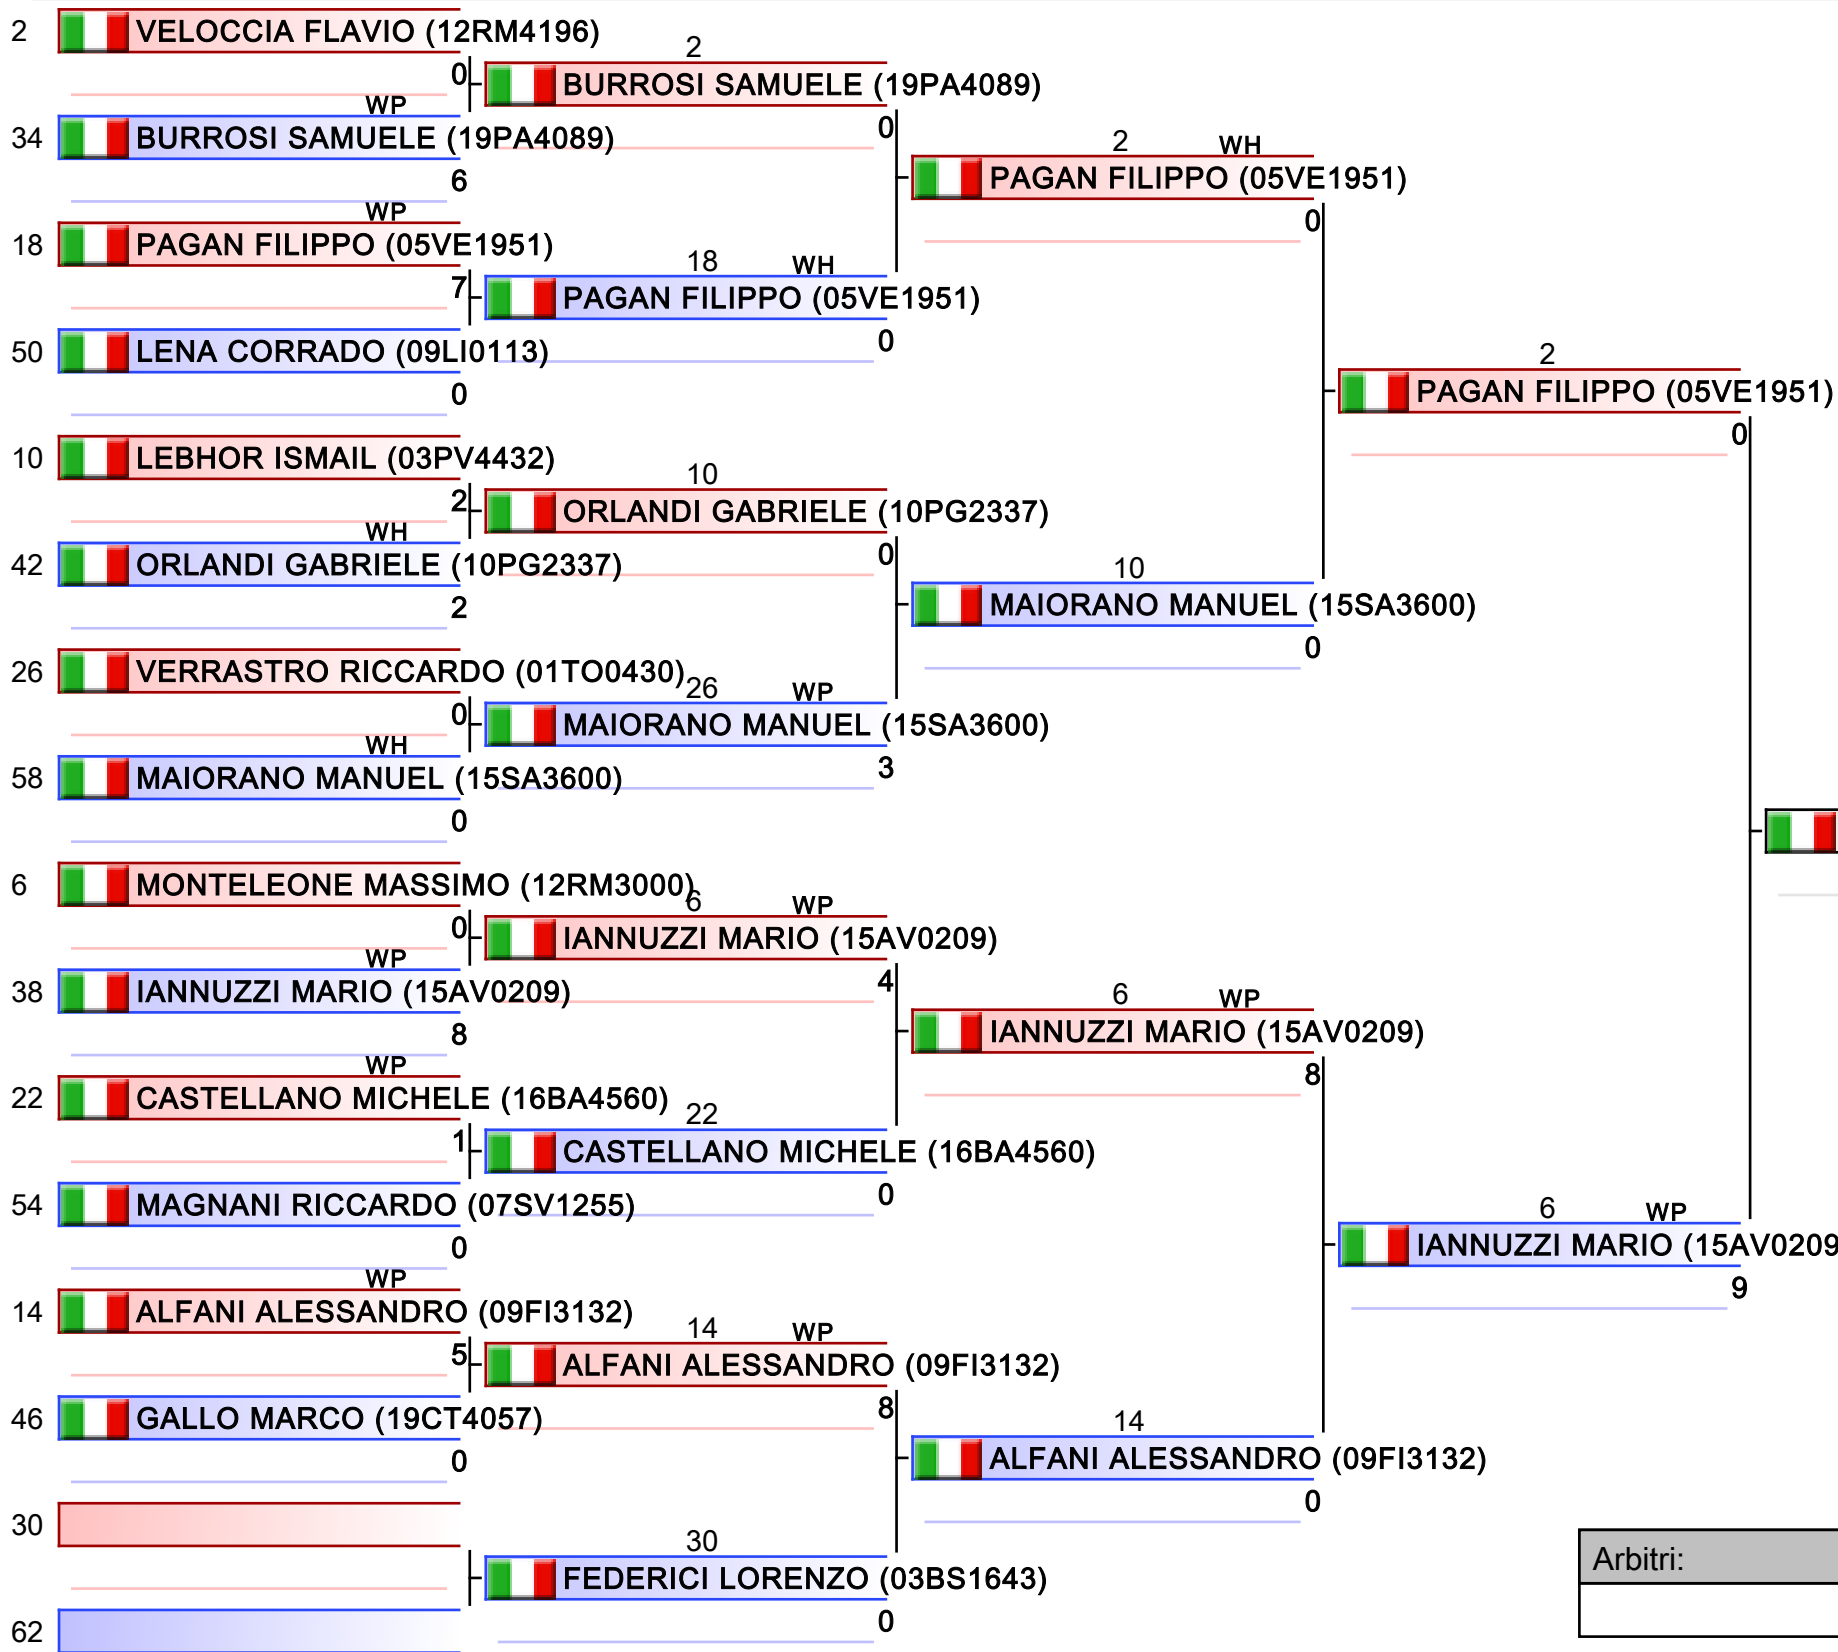 2 VELOCCIA FLAVIO (12RM4196)
0
WP
34 BURROSI SAMUELE (19PA4089)
6
WP
18 PAGAN FILIPPO (05VE1951)
7
50 LENA CORRADO (09LI0113)
0
10 LEBHOR ISMAIL (03PV4432)
2
WH
42 ORLANDI GABRIELE (10PG2337)
2
26 VERRASTRO RICCARDO (01TO0430)
0
WH
58 MAIORANO MANUEL (15SA3600)
0
6 MONTELEONE MASSIMO (12RM3000)
0
WP
38 IANNUZZI MARIO (15AV0209)
8
WP
22 CASTELLANO MICHELE (16BA4560)
1
54 MAGNANI RICCARDO (07SV1255)
0
WP
14 ALFANI ALESSANDRO (09FI3132)
5
46 GALLO MARCO (19CT4057)
0
30
62
2
BURROSI SAMUELE (19PA4089)
0
18 WH
PAGAN FILIPPO (05VE1951)
0
10
ORLANDI GABRIELE (10PG2337)
0
26 WP
MAIORANO MANUEL (15SA3600)
3
6 WP
IANNUZZI MARIO (15AV0209)
4
22
CASTELLANO MICHELE (16BA4560)
0
14 WP
ALFANI ALESSANDRO (09FI3132)
8
30
FEDERICI LORENZO (03BS1643)
0
2 WH
PAGAN FILIPPO (05VE1951)
0
10
MAIORANO MANUEL (15SA3600)
0
6 WP
IANNUZZI MARIO (15AV0209)
8
14
ALFANI ALESSANDRO (09FI3132)
0
2
PAGAN FILIPPO (05VE1951)
0
6 WP
IANNUZZI MARIO (15AV0209
9
Arbitri: